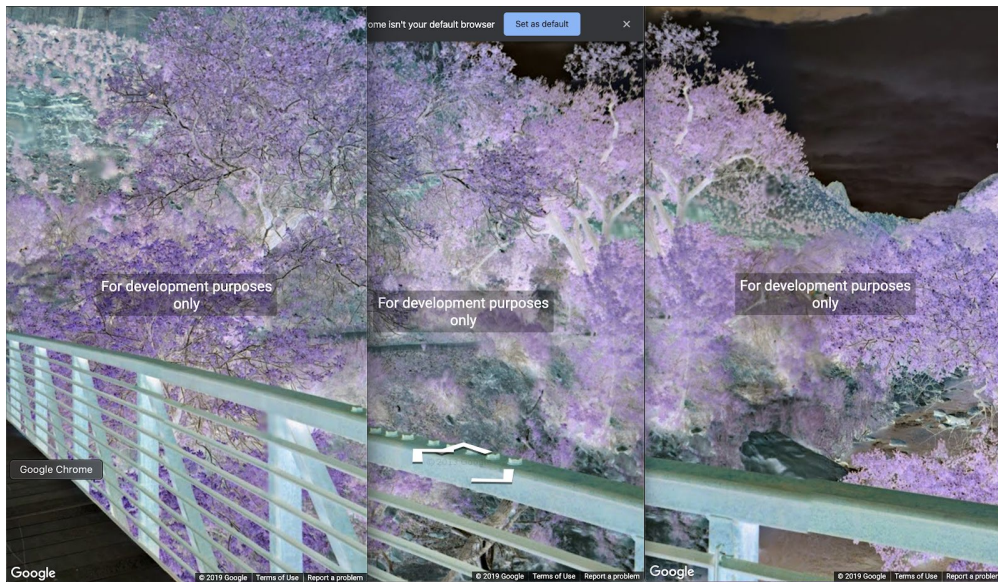 ome isn't your default browser
Set as default
For development purposes
only
For development purposes
only
For development purposes
only
Google Chrome
Google
© 2019 Google
Terms of Use
Report a problem
© 2019 Google
Terms of Use
Report a problem
Google
© 2019 Google
Terms of Use
Report a prob